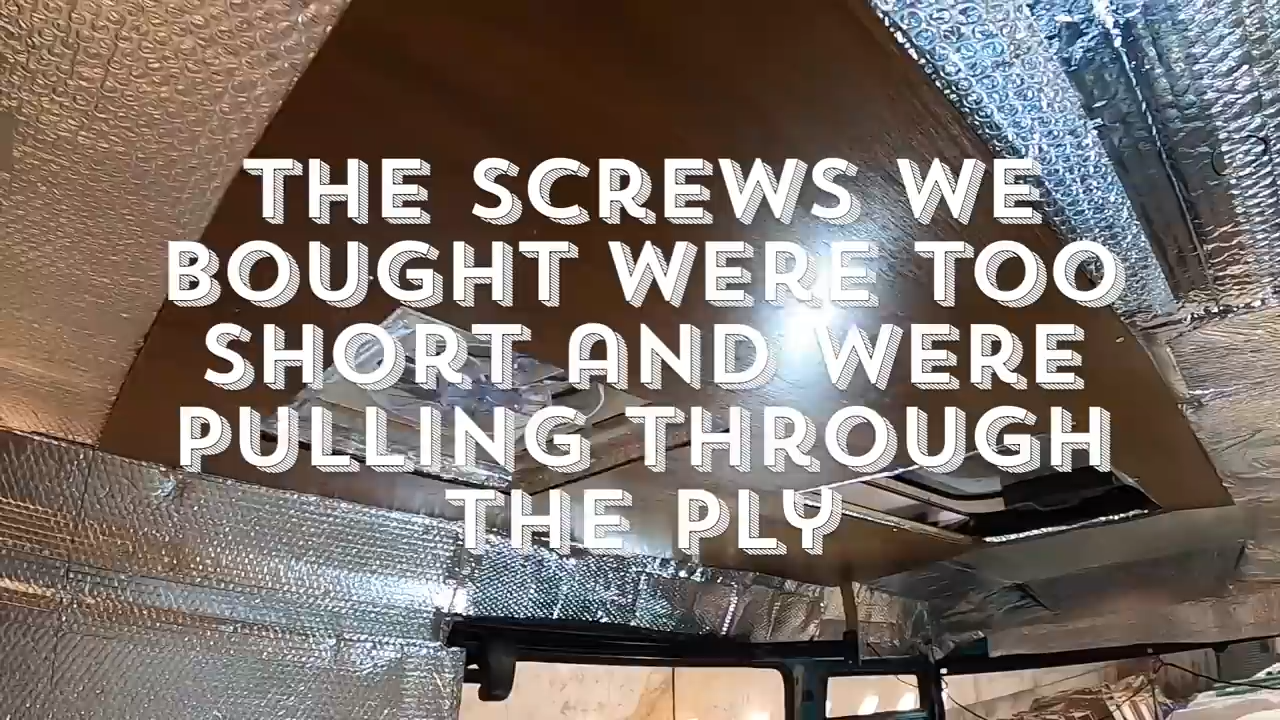 THE SCREWS WE
BOUGHT WERE TOO
SHORT AND WERE
PULLING THROUGH
THE PLY